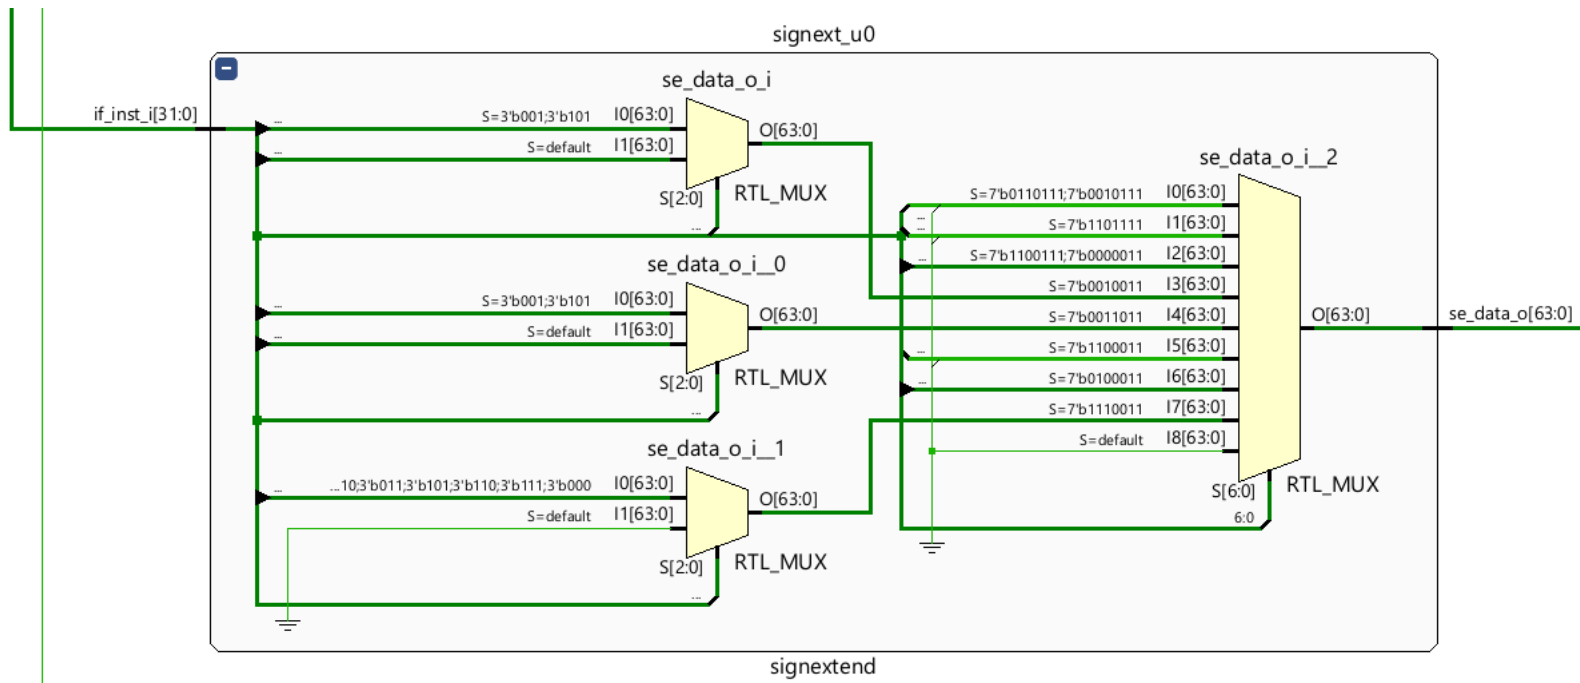 signext_u0
if_inst_i[31:0]
se_data_o_i
...
S=3'b001;3'b101
I0[63:0]
...
S=default
I1[63:0]
O[63:0]
S[2:0]
RTL_MUX
...
se_data_o_i__0
...
S=3'b001;3'b101
I0[63:0]
...
S=default
I1[63:0]
O[63:0]
S[2:0]
RTL_MUX
...
se_data_o_i__1
...
...10;3'b011;3'b101;3'b110;3'b111;3'b000
I0[63:0]
S=default
I1[63:0]
O[63:0]
S[2:0]
RTL_MUX
...
se_data_o_i__2
S=7'b0110111;7'b0010111
I0[63:0]
...
...
S=7'b1101111
I1[63:0]
...
S=7'b1100111;7'b0000011
I2[63:0]
S=7'b0010011
I3[63:0]
S=7'b0011011
I4[63:0]
...
S=7'b1100011
I5[63:0]
...
S=7'b0100011
I6[63:0]
S=7'b1110011
I7[63:0]
S=default
I8[63:0]
O[63:0]
se_data_o[63:0]
S[6:0]
RTL_MUX
6:0
signextend